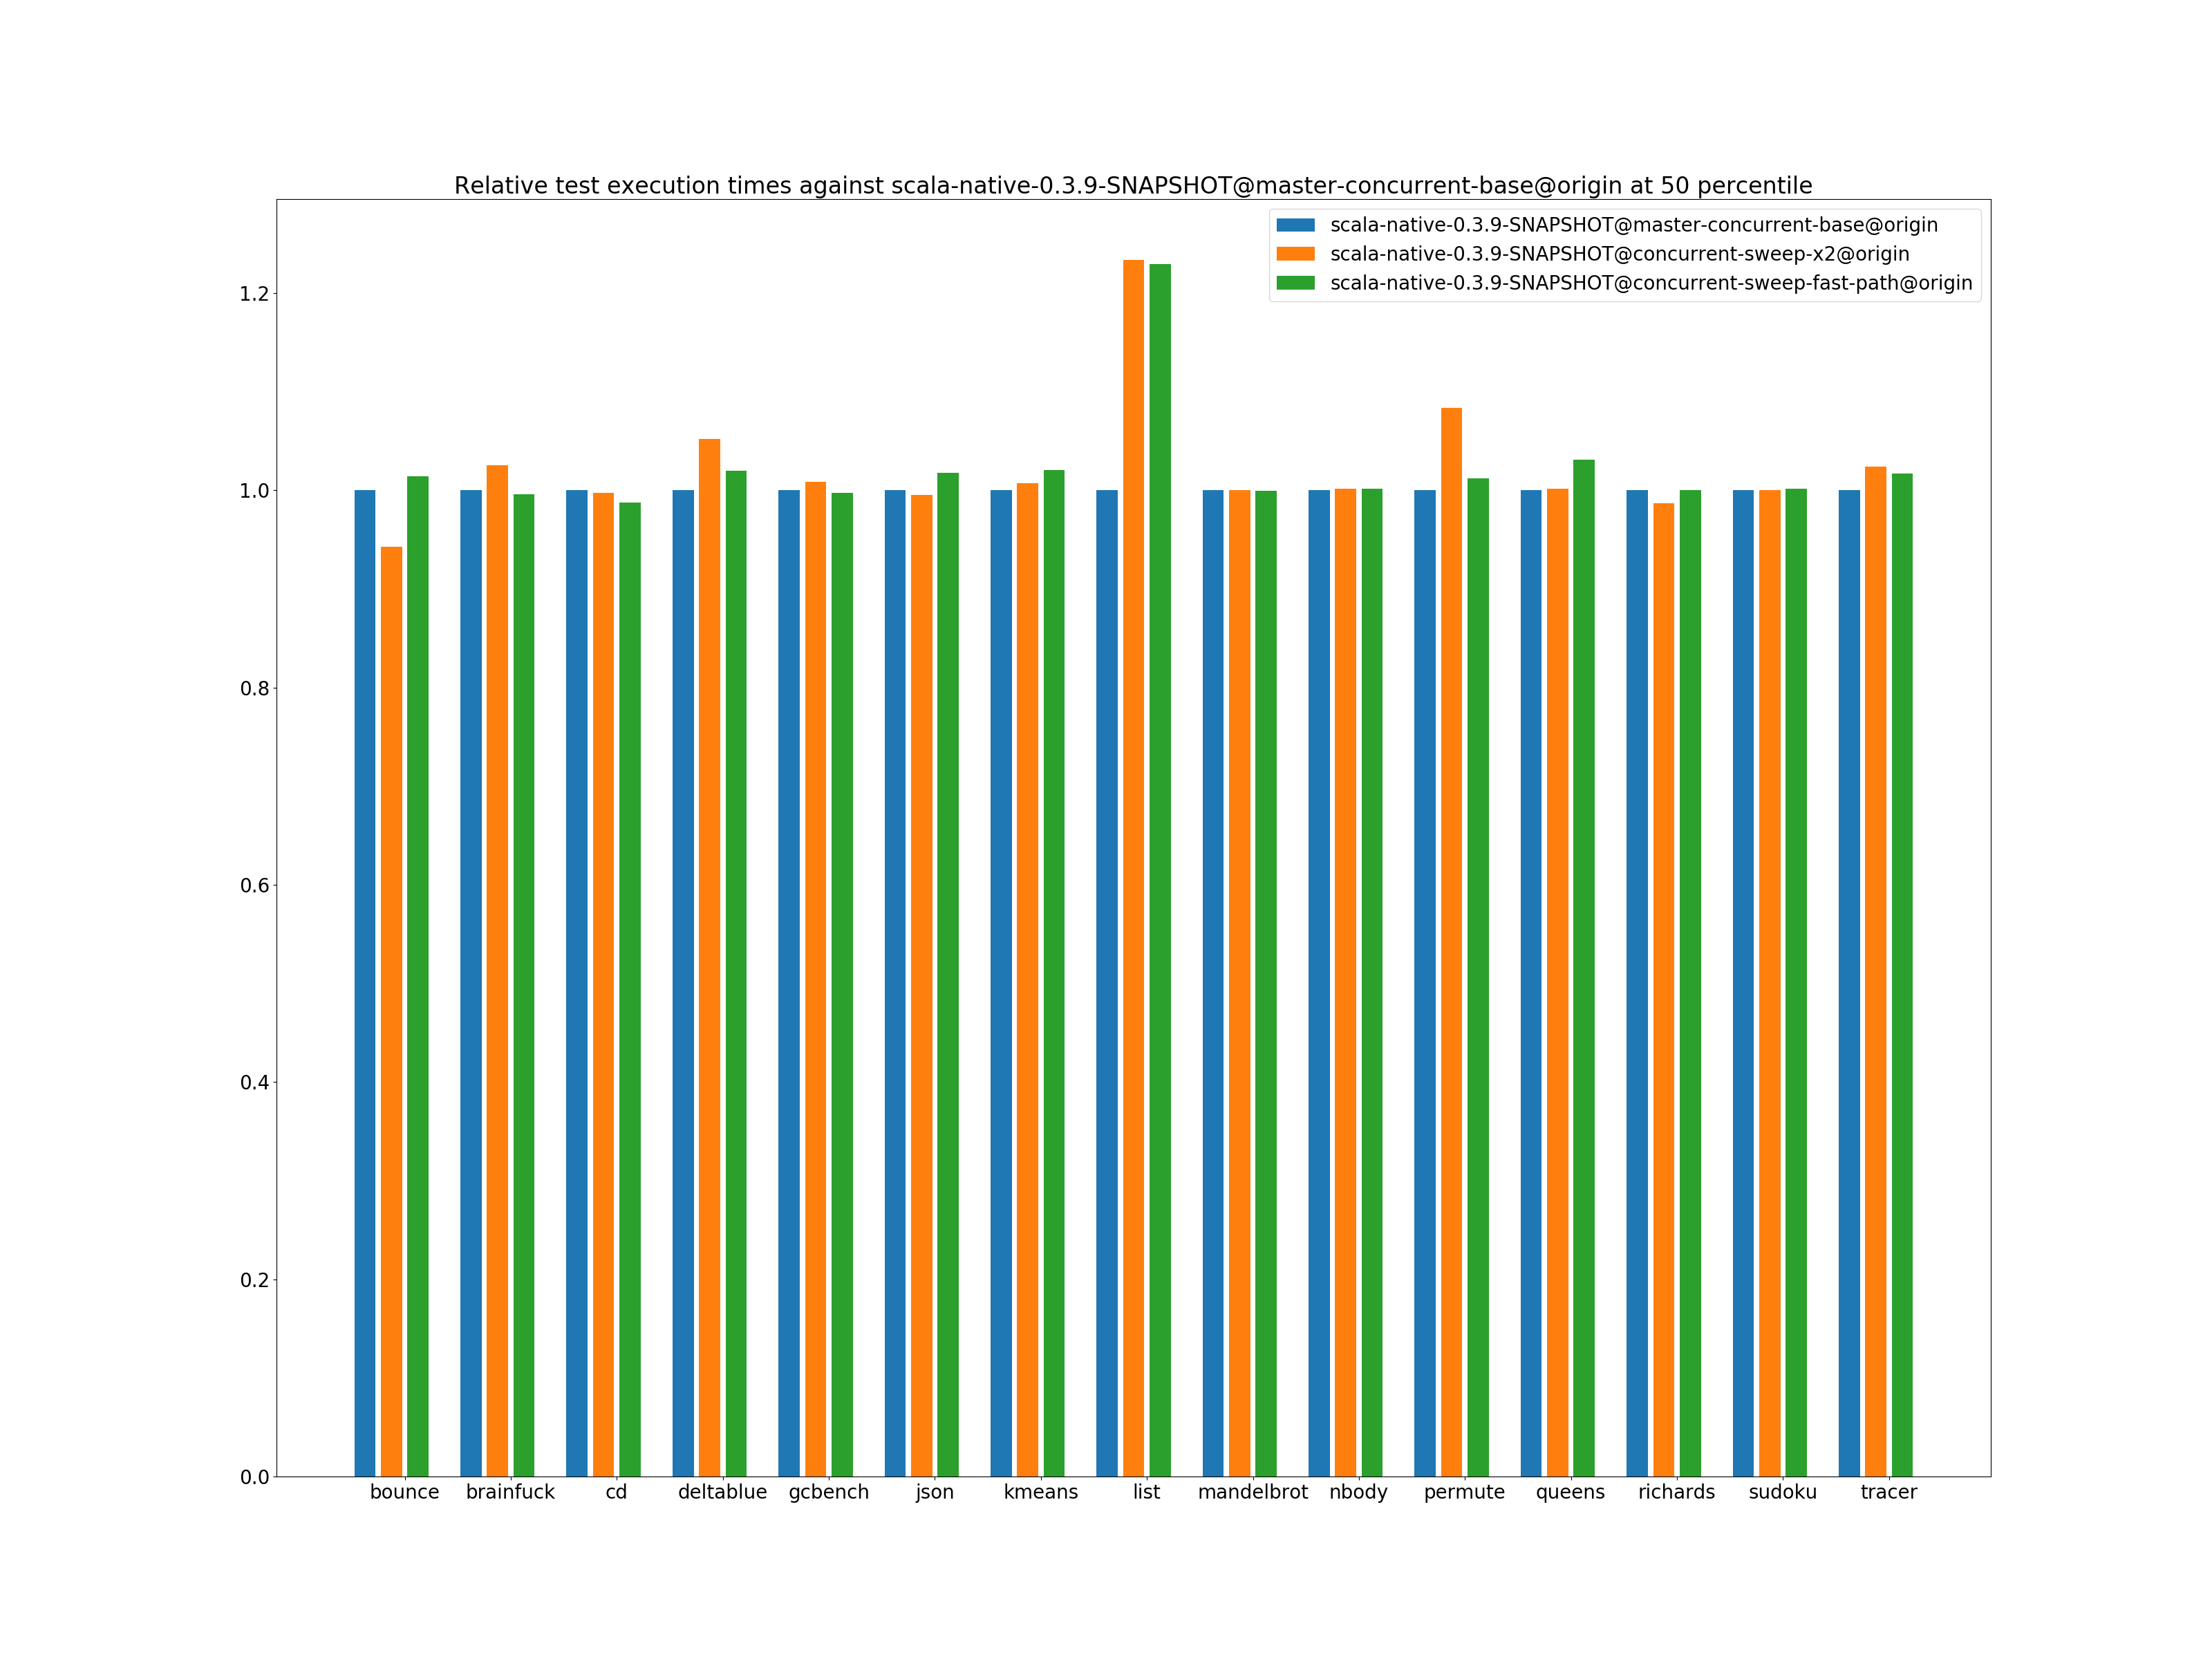 Relative test execution times against scala-native-0.3.9-SNAPSHOT@master-concurrent-base@origin at 50 percentile
scala-native-0.3.9-SNAPSHOT@master-concurrent-base@origin
scala-native-0.3.9-SNAPSHOT@concurrent-sweep-x2@origin
scala-native-0.3.9-SNAPSHOT@concurrent-sweep-fast-path@origin
1.2
1.0
0.8
0.6
0.4
0.2
0.0
bounce brainfuck cd deltablue gcbench json kmeans list mandelbrot nbody permute queens richards sudoku tracer